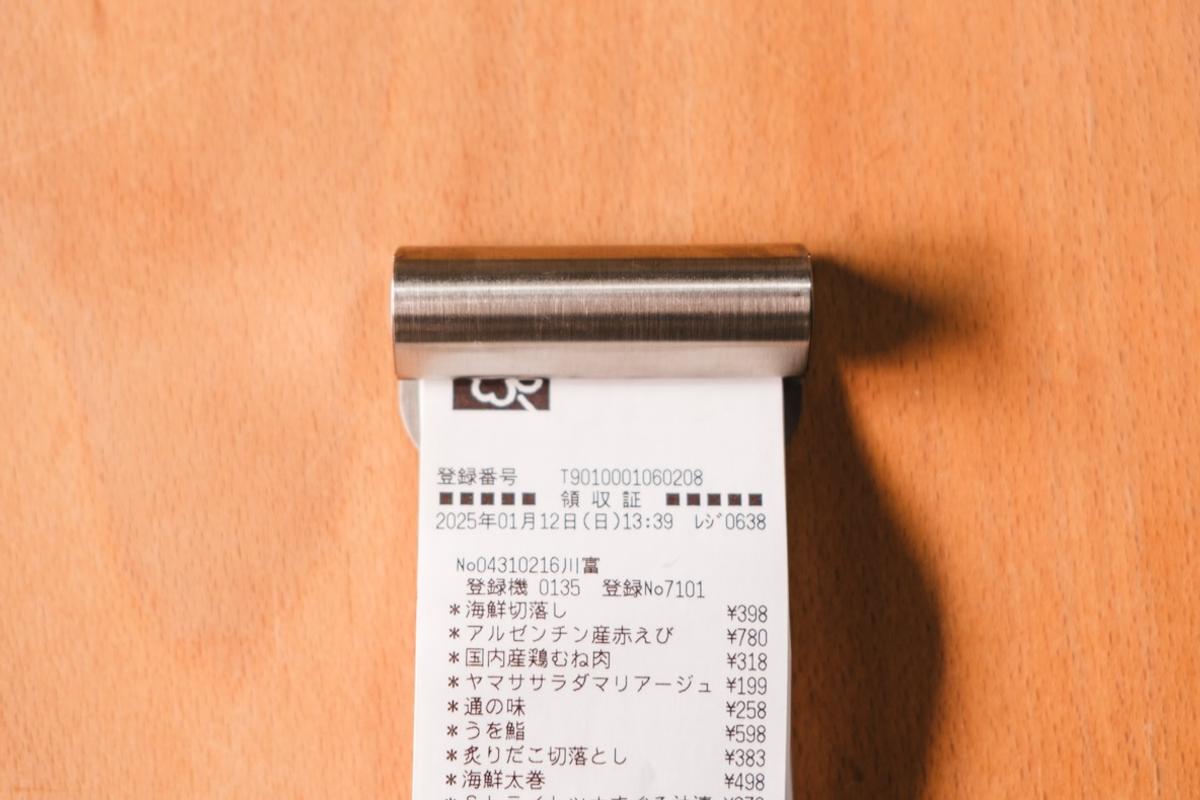 登録番号 T9010001060208
■■■■■ 領収証 ■■■■■
2025年01月12日(日)13:39 ﾚｼﾞ0638
No04310216川富
登録機 0135 登録No7101
*海鮮切落し ¥398
*アルゼンチン産赤えび ¥780
*国内産鶏むね肉 ¥318
*ヤマササラダマリアージュ ¥199
*通の味 ¥258
*うを鮨 ¥598
*炙りだこ切落とし ¥383
*海鮮太巻 ¥498